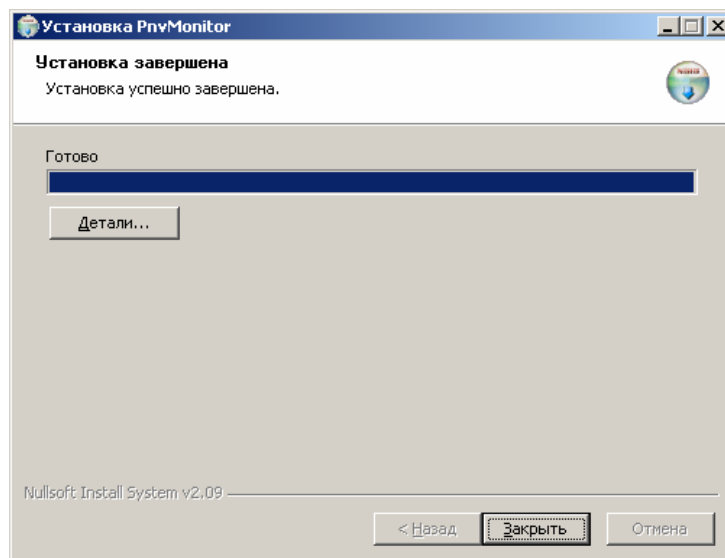 Установка PnvMonitor
Установка завершена
Установка успешно завершена.
Готово
Детали...
Nullsoft Install System v2.09
< Назад
Закрыть
Отмена